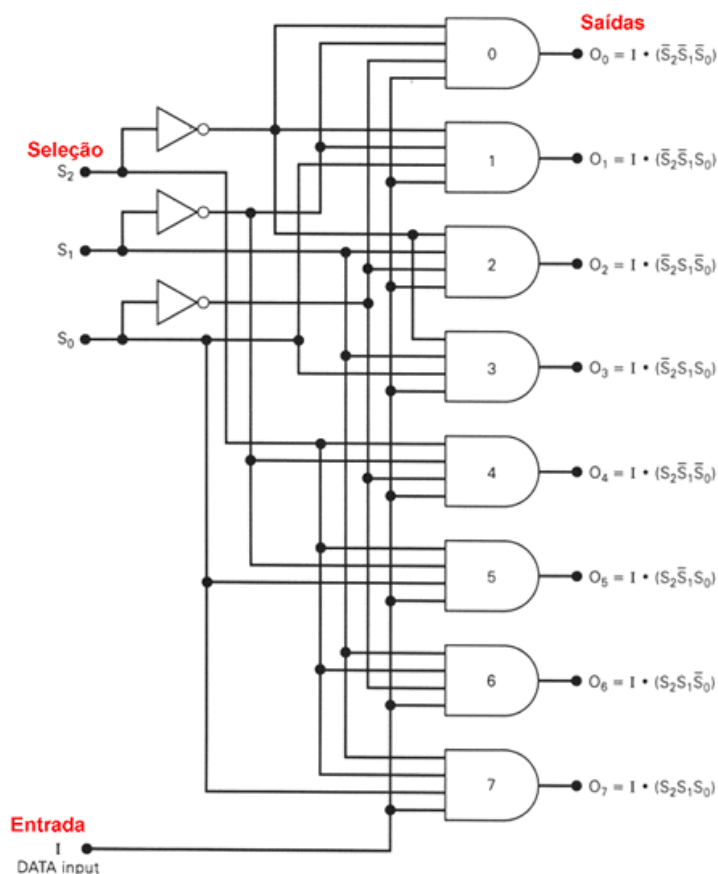 Saídas
0
O₀ = I • (S̅₂S̅₁S̅₀)
Seleção
S₂
1
O₁ = I • (S̅₂S̅₁S₀)
S₁
2
O₂ = I • (S̅₂S₁S̅₀)
S₀
3
O₃ = I • (S̅₂S₁S₀)
4
O₄ = I • (S₂S̅₁S̅₀)
5
O₅ = I • (S₂S̅₁S₀)
6
O₆ = I • (S₂S₁S̅₀)
7
O₇ = I • (S₂S₁S₀)
Entrada
I
DATA input